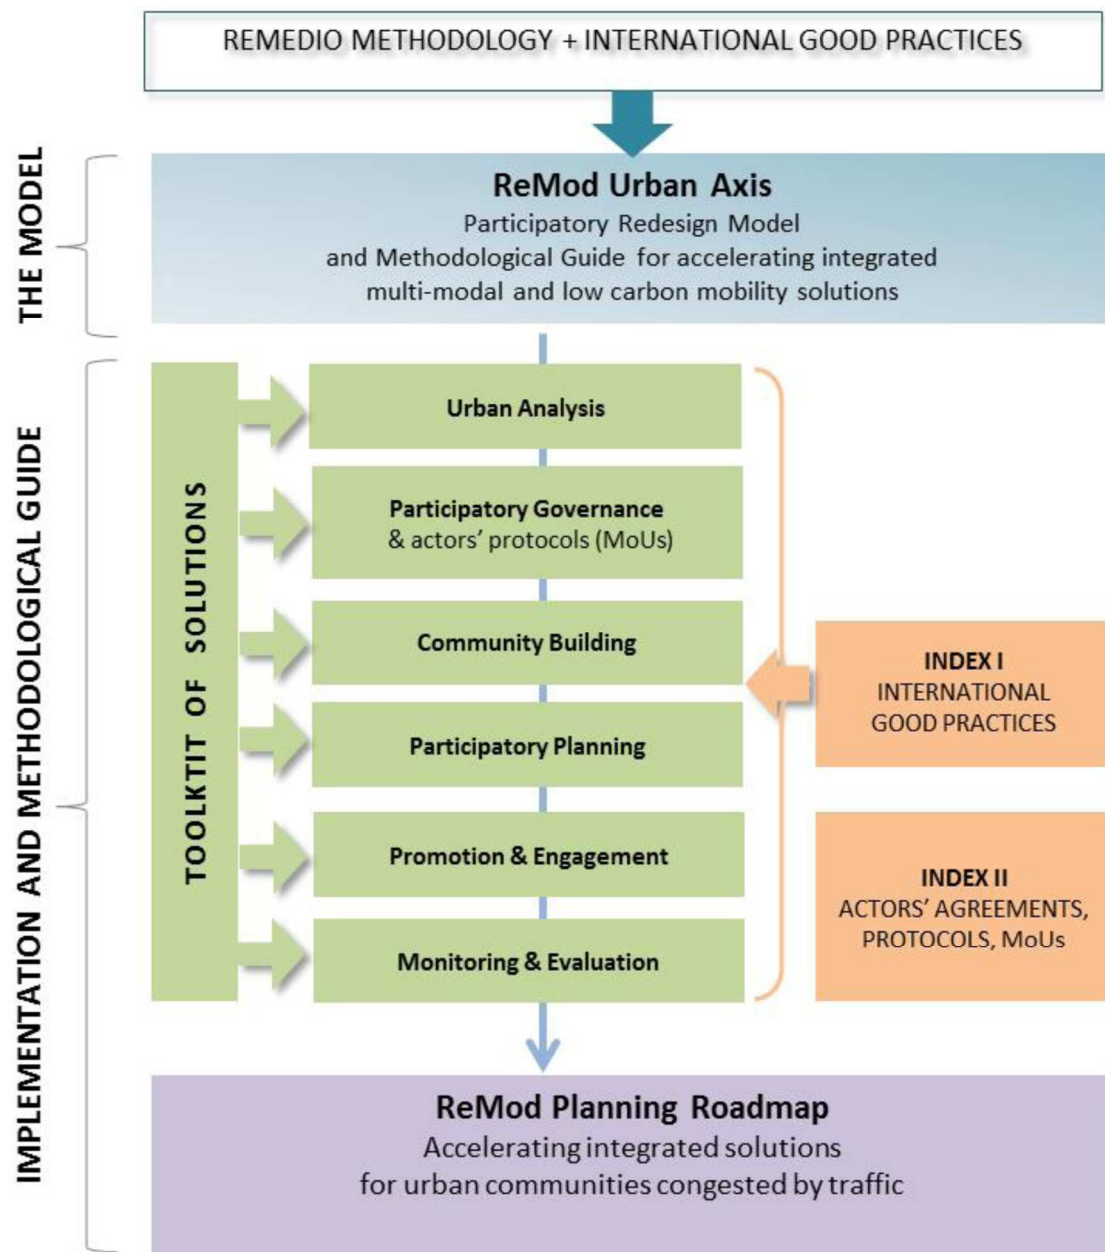 REMEDIO METHODOLOGY + INTERNATIONAL GOOD PRACTICES
THE MODEL
ReMod Urban Axis
Participatory Redesign Model
and Methodological Guide for accelerating integrated
multi-modal and low carbon mobility solutions
IMPLEMENTATION AND METHODOLOGICAL GUIDE
TOOLKTIT OF SOLUTIONS
Urban Analysis
Participatory Governance
& actors' protocols (MoUs)
Community Building
Participatory Planning
Promotion & Engagement
Monitoring & Evaluation
INDEX I
INTERNATIONAL
GOOD PRACTICES
INDEX II
ACTORS' AGREEMENTS,
PROTOCOLS, MoUs
ReMod Planning Roadmap
Accelerating integrated solutions
for urban communities congested by traffic